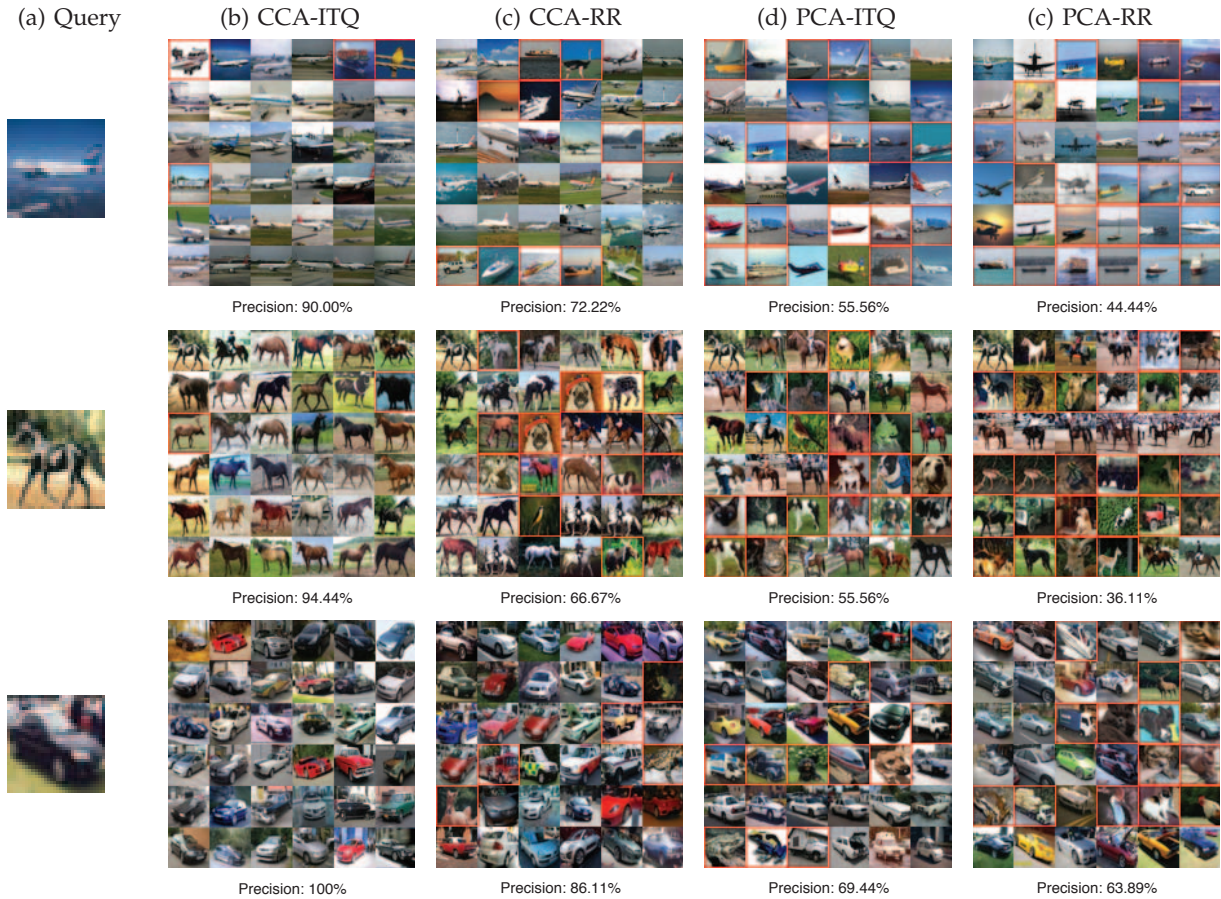 (a) Query (b) CCA-ITQ (c) CCA-RR (d) PCA-ITQ (c) PCA-RR
Precision: 90.00% Precision: 72.22% Precision: 55.56% Precision: 44.44%
Precision: 94.44% Precision: 66.67% Precision: 55.56% Precision: 36.11%
Precision: 100% Precision: 86.11% Precision: 69.44% Precision: 63.89%